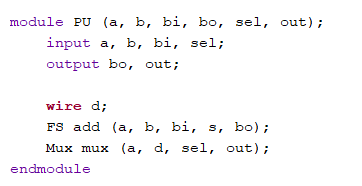 module PU (a, b, bi, bo, sel, out);
input a, b, bi, sel;
output bo, out;
wire d;
FS add (a, b, bi, s, bo);
Mux mux (a, d, sel, out);
endmodule